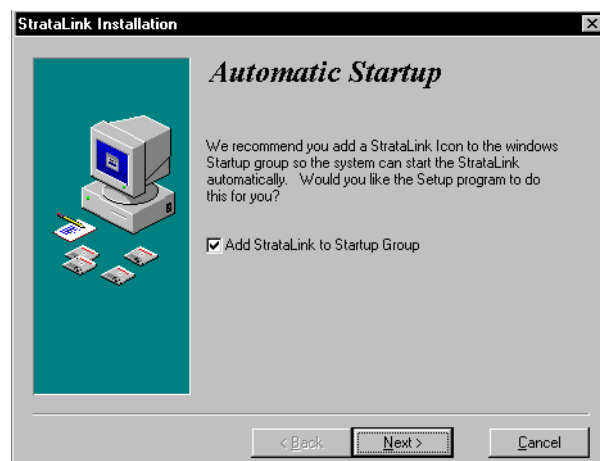 StrataLink Installation
Automatic Startup
We recommend you add a StrataLink Icon to the windows
Startup group so the system can start the StrataLink
automatically. Would you like the Setup program to do
this for you?
Add StrataLink to Startup Group
< Back
Next >
Cancel